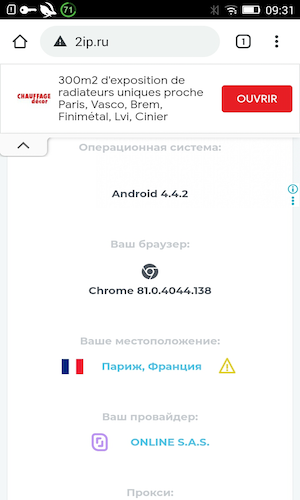 71
09:31
2ip.ru
1
CHAUFFAGE
décor
300m2 d'exposition de
radiateurs uniques proche
Paris, Vasco, Brem,
Finimétal, Lvi, Cinier
OUVRIR
Операционная система:
Android 4.4.2
Ваш браузер:
Chrome 81.0.4044.138
Ваше местоположение:
Париж, Франция
Ваш провайдер:
ONLINE S.A.S.
Прокси: